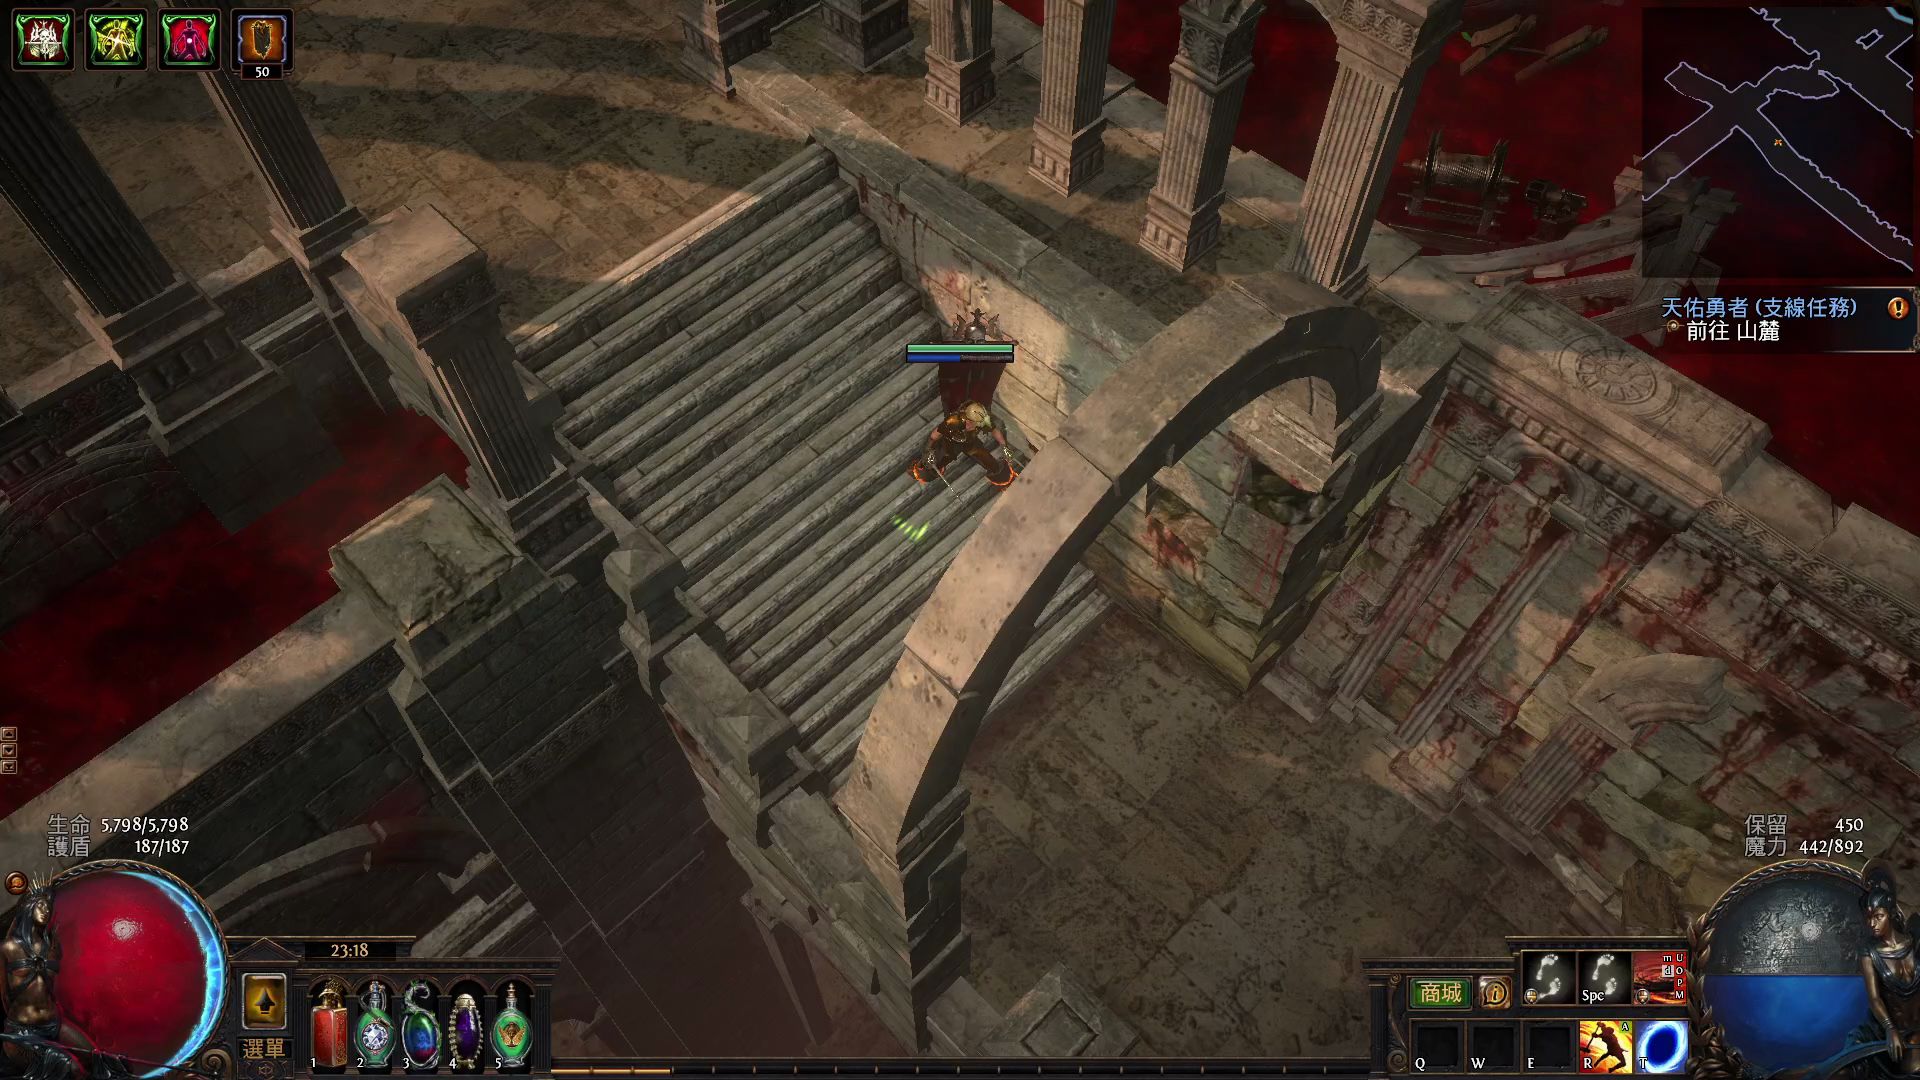 50
天佑勇者 (支線任務)
前往 山麓
生命 5,798/5,798
護盾 187/187
保留 450
魔力 442/892
23:18
選單
1 2 3 4 5
商城
Spc
m U
d O
P
M
A
Q W E R T